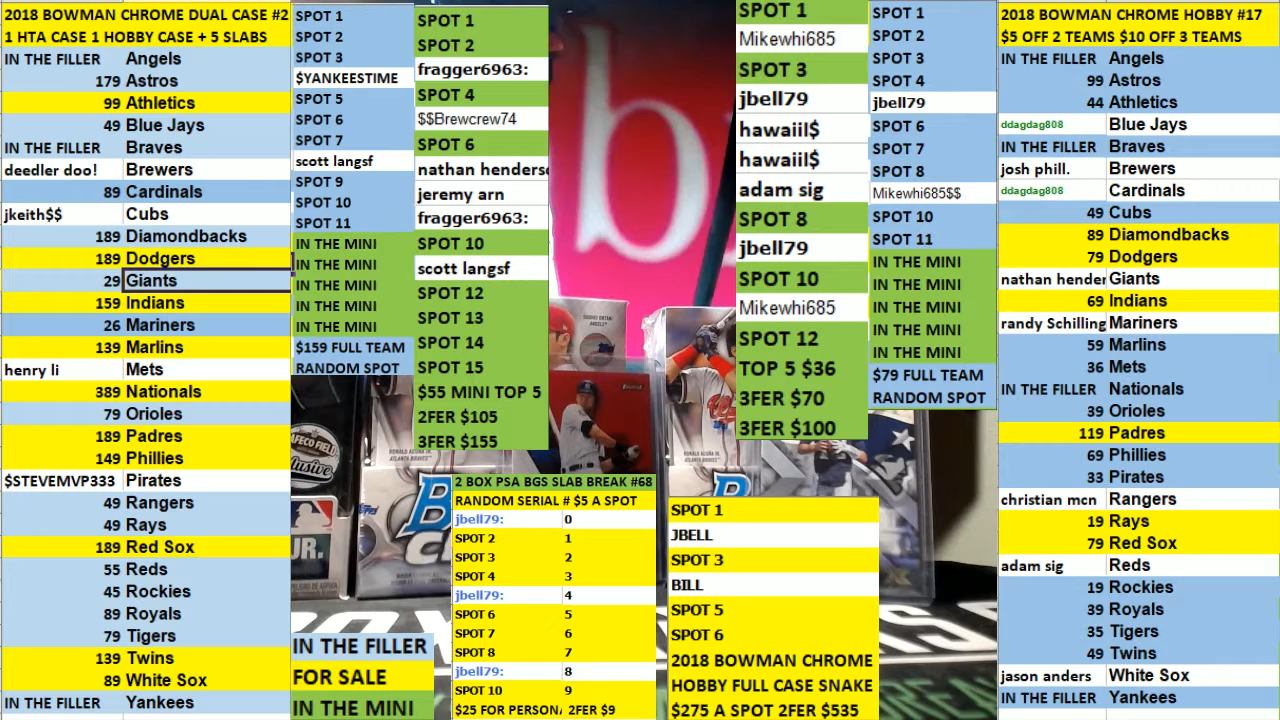 2018 BOWMAN CHROME DUAL CASE #2
1 HTA CASE 1 HOBBY CASE + 5 SLABS
IN THE FILLER Angels
179 Astros
99 Athletics
49 Blue Jays
IN THE FILLER Braves
deedler doo! Brewers
89 Cardinals
jkeith$$ Cubs
189 Diamondbacks
189 Dodgers
29 Giants
159 Indians
26 Mariners
139 Marlins
henry li Mets
389 Nationals
79 Orioles
189 Padres
149 Phillies
$STEVEMVP333 Pirates
49 Rangers
49 Rays
189 Red Sox
55 Reds
45 Rockies
89 Royals
79 Tigers
139 Twins
89 White Sox
IN THE FILLER Yankees
SPOT 1
SPOT 2
SPOT 3
$YANKEESTIME
SPOT 5
SPOT 6
SPOT 7
scott langsf
SPOT 9
SPOT 10
SPOT 11
IN THE MINI
IN THE MINI
IN THE MINI
IN THE MINI
IN THE MINI
$159 FULL TEAM
RANDOM SPOT
IN THE FILLER
FOR SALE
IN THE MINI
SPOT 1
SPOT 2
fragger6963:
SPOT 4
$$Brewcrew74
SPOT 6
nathan henders
jeremy arn
fragger6963:
SPOT 10
scott langsf
SPOT 12
SPOT 13
SPOT 14
SPOT 15
$55 MINI TOP 5
2FER $105
3FER $155
2 BOX PSA BGS SLAB BREAK #68
RANDOM SERIAL # $5 A SPOT
jbell79: 0
SPOT 2 1
SPOT 3 2
SPOT 4 3
jbell79: 4
SPOT 6 5
SPOT 7 6
SPOT 8 7
jbell79: 8
SPOT 10 9
$25 FOR PERSONA 2FER $9
b
SPOT 1
Mikewhi685
SPOT 3
jbell79
hawaiil$
hawaiil$
adam sig
SPOT 8
jbell79
SPOT 10
Mikewhi685
SPOT 12
TOP 5 $36
3FER $70
3FER $100
SPOT 1
JBELL
SPOT 3
BILL
SPOT 5
SPOT 6
2018 BOWMAN CHROME
HOBBY FULL CASE SNAKE
$275 A SPOT 2FER $535
SPOT 1
SPOT 2
SPOT 3
SPOT 4
jbell79
SPOT 6
SPOT 7
SPOT 8
Mikewhi685$$
SPOT 10
SPOT 11
IN THE MINI
IN THE MINI
IN THE MINI
IN THE MINI
IN THE MINI
$79 FULL TEAM
RANDOM SPOT
2018 BOWMAN CHROME HOBBY #17
$5 OFF 2 TEAMS $10 OFF 3 TEAMS
IN THE FILLER Angels
99 Astros
44 Athletics
ddagdag808 Blue Jays
IN THE FILLER Braves
josh phill. Brewers
ddagdag808 Cardinals
49 Cubs
89 Diamondbacks
79 Dodgers
nathan hender Giants
69 Indians
randy Schilling Mariners
59 Marlins
36 Mets
IN THE FILLER Nationals
39 Orioles
119 Padres
69 Phillies
33 Pirates
christian mcn Rangers
19 Rays
79 Red Sox
adam sig Reds
19 Rockies
39 Royals
35 Tigers
49 Twins
jason anders White Sox
IN THE FILLER Yankees